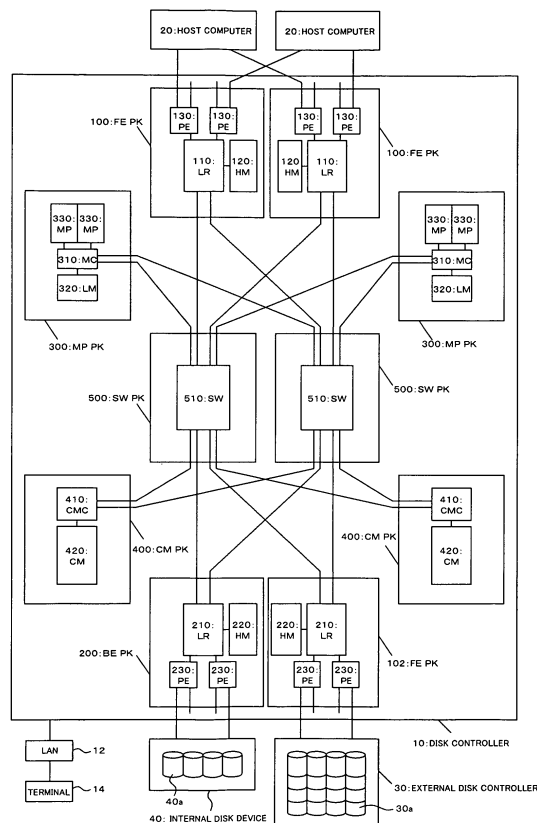 20:HOST COMPUTER
20:HOST COMPUTER
100:FE PK
130:
PE
130:
PE
110:
LR
120:
HM
130:
PE
130:
PE
120:
HM
110:
LR
100:FE PK
330:
MP
330:
MP
310:MC
320:LM
300:MP PK
330:
MP
330:
MP
310:MC
320:LM
300:MP PK
500:SW PK
510:SW
510:SW
500:SW PK
410:
CMC
420:
CM
400:CM PK
410:
CMC
420:
CM
400:CM PK
200:BE PK
210:
LR
220:
HM
230:
PE
230:
PE
220:
HM
210:
LR
230:
PE
230:
PE
102:FE PK
10:DISK CONTROLLER
LAN
12
TERMINAL
14
40a
40: INTERNAL DISK DEVICE
30:EXTERNAL DISK CONTROLLER
30a